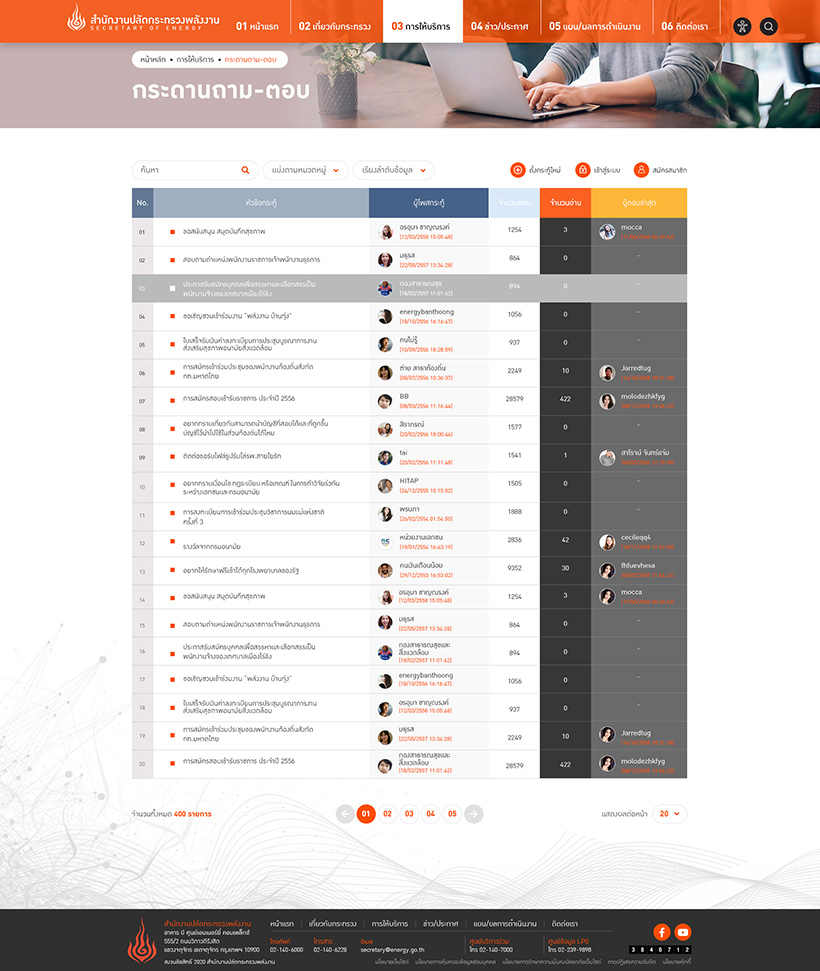 สำนักงานปลัดกระทรวงพลังงาน
SECRETARY OF ENERGY
01 หน้าแรก
02 เกี่ยวกับกระทรวง
03 การให้บริการ
04 ข่าว/ประกาศ
05 แผน/ผลการดำเนินงาน
06 ติดต่อเรา
หน้าหลัก • การให้บริการ • กระดานถาม-ตอบ
กระดานถาม-ตอบ
ค้นหา
แบ่งตามหมวดหมู่
เรียงลำดับข้อมูล
ตั้งกระทู้ใหม่
เข้าสู่ระบบ
สมัครสมาชิก
No. หัวข้อกระทู้ ผู้โพสกระทู้ จำนวนตอบ จำนวนอ่าน ผู้ตอบล่าสุด
01 ขอสนับสนุน สมุดบันทึกสุขภาพ อรอุมา ชาญณรงค์ 1254 3 mocca
(12/03/2558 15:05:48)
02 สอบถามตำแหน่งพนักงานราชการเจ้าพนักงานธุรการ มธุรส 864 0 -
(22/05/2557 13:34:28)
03 ประกาศรับสมัครบุคคลเพื่อสรรหาและเลือกสรรเป็น กองสาธารณสุข 894 0 -
พนักงานจ้างของเทศบาลเมืองไร่ขิง (18/02/2557 11:01:42)
04 ขอเชิญชวนเข้าร่วมงาน "พลังงาน บ้านทุ่ง" energybanthoong 1056 0 -
(18/10/2556 16:16:47)
05 ใบเสร็จรับเงินค่าลงทะเบียนการประชุมบูรณาการงาน คนไม่รู้ 937 0 -
ส่งเสริมสุขภาพอนามัยสิ่งแวดล้อม (10/09/2556 18:28:59)
06 การสมัครเข้าร่วมประชุมของพนักงานท้องถิ่นสังกัด ต่าย สาธาท้องถิ่น 2249 10 Jarredtug
กก.มหาดไทย (08/07/2556 10:36:37)
07 การสมัครสอบเข้ารับราชการ ประจำปี 2556 BB 28579 422 molodezhkfyg
(08/03/2556 11:16:44)
08 อยากทราบเกี่ยวกับสามารถนำบัญชีที่สอบได้และที่ถูกขึ้น สิราภรณ์ 1577 0 -
บัญชีไว้นำไปใช้ในส่วนท้องถ่นได้ไหม (20/02/2556 18:00:44)
09 ติดต่อขอรับไฟล์รูปรับโล่รพ.สายใยรัก tai 1541 1 สาโรานี จันทร์แจ่ม
(20/02/2556 11:11:48)
10 อยากทราบเงื่อนไข กฎระเบียบ หรือเกณฑ์ ในการทำวิจัยร่วกัน HITAP 1505 0 -
ระหว่างเอกชนและกรมอนามัย (24/12/2555 10:15:02)
11 การลงทะเบียนการเข้าร่วมประชุมวิชาการนมแม่แห่งชาติ พรนภา 1888 0 -
ครั้งที่ 3 (26/02/2554 01:54:50)
12 รางวัลจากกรมอนามัย หน่วยงานเอกชน 2836 42 cecileqq4
(19/01/2554 16:43:19)
13 อยากให้รักษาฟรีเข้าได้ทุกโรงพยาบาลของรัฐ คนเงินเดือนน้อย 9352 30 fhfuevhesa
(29/12/2553 16:53:02)
14 ขอสนับสนุน สมุดบันทึกสุขภาพ อรอุมา ชาญณรงค์ 1254 3 mocca
(12/03/2558 15:05:48)
15 สอบถามตำแหน่งพนักงานราชการเจ้าพนักงานธุรการ มธุรส 864 0 -
(22/05/2557 13:34:28)
16 ประกาศรับสมัครบุคคลเพื่อสรรหาและเลือกสรรเป็น กองสาธารณสุขและ 894 0 -
พนักงานจ้างของเทศบาลเมืองไร่ขิง สิ่งแวดล้อม
(18/02/2557 11:01:42)
17 ขอเชิญชวนเข้าร่วมงาน "พลังงาน บ้านทุ่ง" energybanthoong 1056 0 -
(18/10/2556 16:16:47)
18 ใบเสร็จรับเงินค่าลงทะเบียนการประชุมบูรณาการงาน อรอุมา ชาญณรงค์ 937 0 -
ส่งเสริมสุขภาพอนามัยสิ่งแวดล้อม (12/03/2558 15:05:48)
19 การสมัครเข้าร่วมประชุมของพนักงานท้องถิ่นสังกัด มธุรส 2249 10 Jarredtug
กก.มหาดไทย (22/05/2557 13:34:28)
20 การสมัครสอบเข้ารับราชการ ประจำปี 2556 กองสาธารณสุขและ 28579 422 molodezhkfyg
สิ่งแวดล้อม
(18/02/2557 11:01:42)
จำนวนทั้งหมด 400 รายการ
01 02 03 04 05
แสดงผลต่อหน้า 20
สำนักงานปลัดกระทรวงพลังงาน
อาคาร บี ศูนย์เอนเนอร์ยี่ คอมเพล็กซ์
555/2 ถนนวิภาวดีรังสิต
แขวงจตุจักร เขตจตุจักร กรุงเทพฯ 10900
สงวนลิขสิทธิ์ 2020 สำนักงานปลัดกระทรวงพลังงาน
หน้าแรก | เกี่ยวกับกระทรวง | การให้บริการ | ข่าว/ประกาศ | แผน/ผลการดำเนินงาน | ติดต่อเรา
โทรศัพท์
02-140-6000
โทรสาร
02-140-6228
อีเมล
secretary@energy.go.th
ศูนย์บริการร่วม
โทร 02-140-7000
ศูนย์ข้อมูล LPG
โทร 02-239-9898
3 8 4 5 7 1 2
นโยบายเว็บไซต์ นโยบายการคุ้มครองข้อมูลส่วนบุคคล นโยบายการรักษาความมั่นคงปลอดภัยเว็บไซต์ การปฏิเสธความรับผิด นโยบายคุ้กกี้